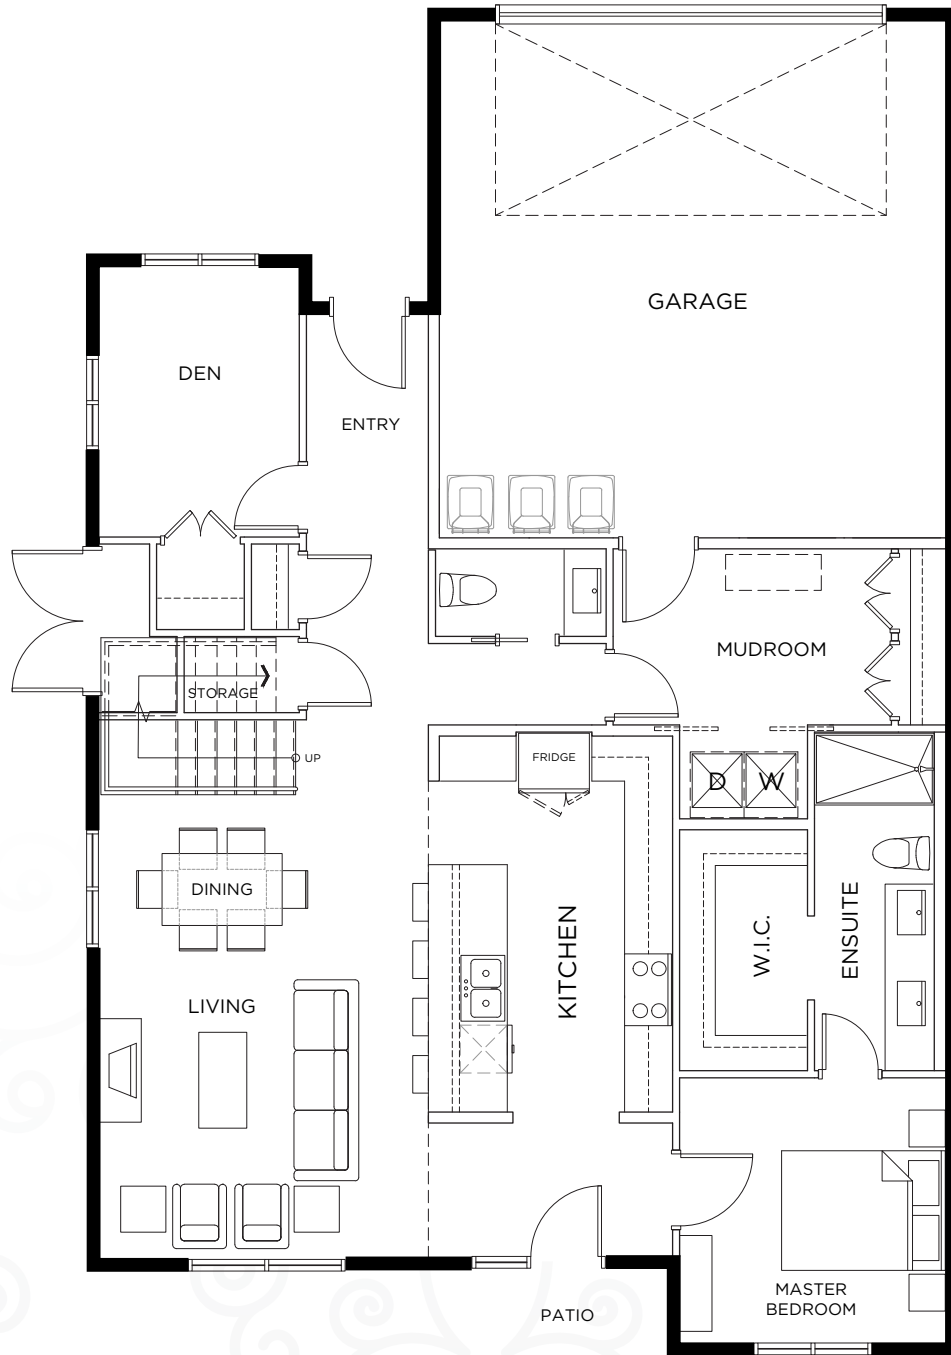 GARAGE
DEN
ENTRY
MUDROOM
STORAGE
UP
FRIDGE
D
W
DINING
KITCHEN
W.I.C.
ENSUITE
LIVING
MASTER
BEDROOM
PATIO